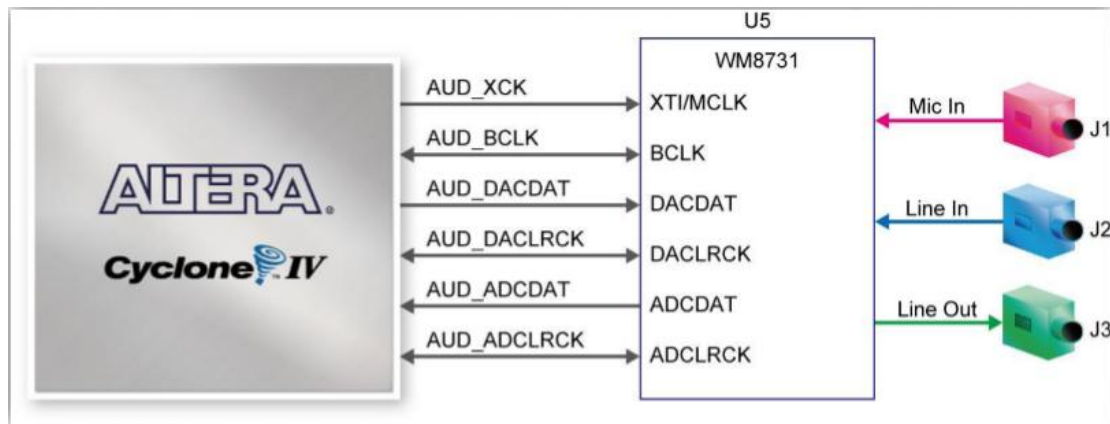 U5
WM8731
AUD_XCK
XTI/MCLK
Mic In
J1
AUD_BCLK
BCLK
AUD_DACDAT
DACDAT
Line In
J2
AUD_DACLRCK
DACLRCK
AUD_ADCDAT
ADCDAT
Line Out
J3
AUD_ADCLRCK
ADCLRCK
ALTERA®
Cyclone™ IV